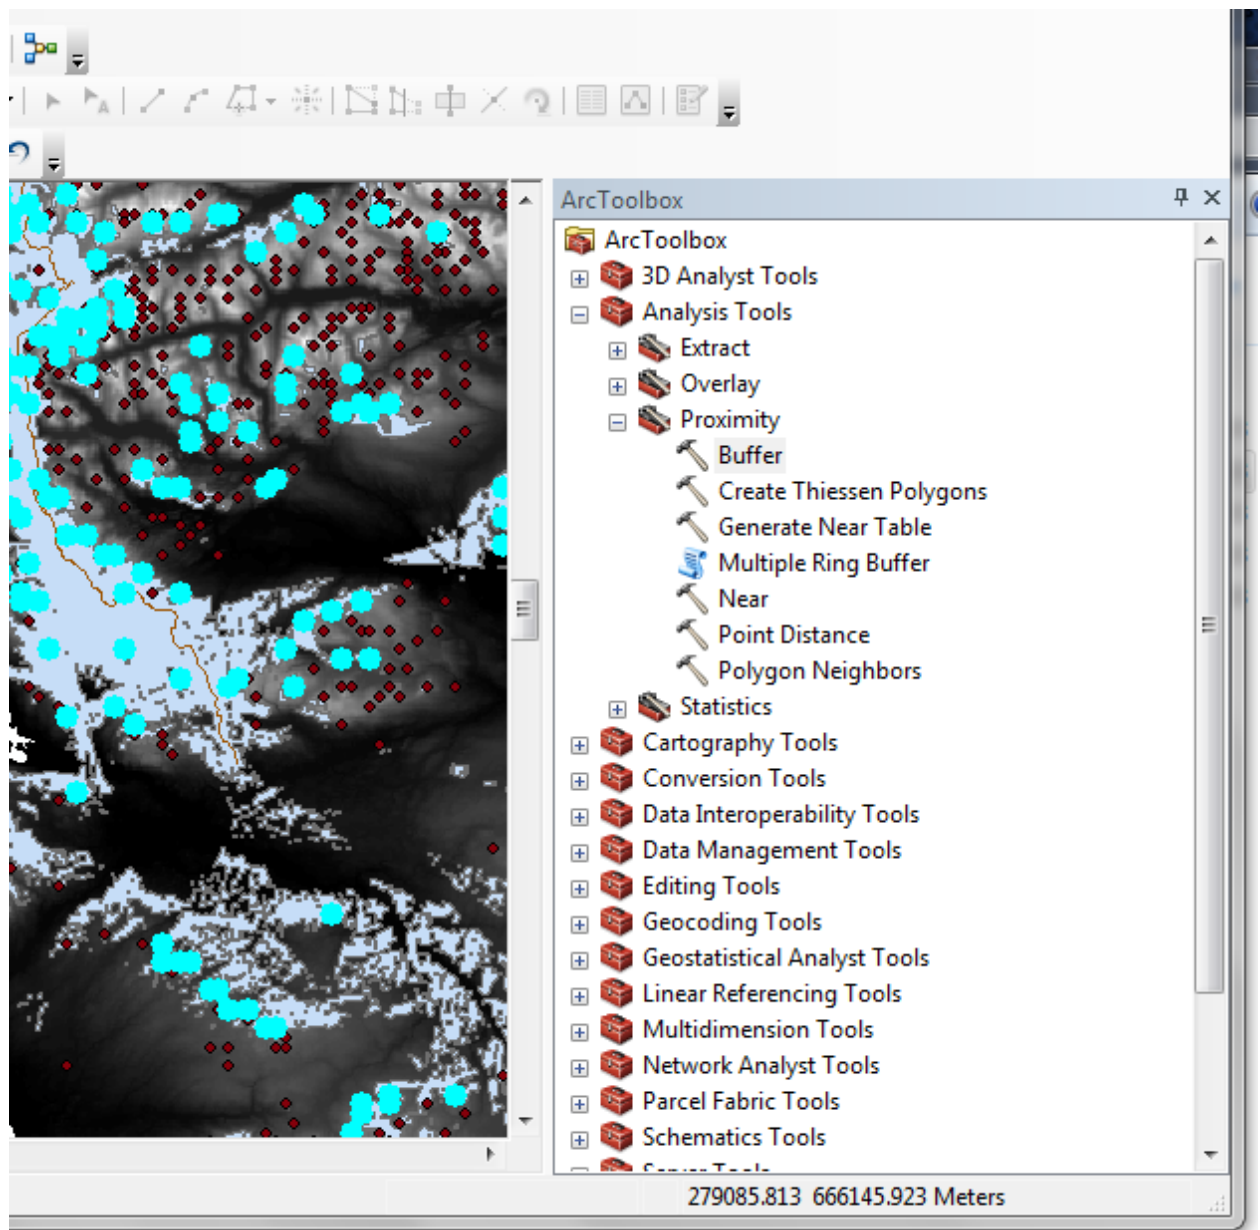 ArcToolbox
ArcToolbox
3D Analyst Tools
Analysis Tools
Extract
Overlay
Proximity
Buffer
Create Thiessen Polygons
Generate Near Table
Multiple Ring Buffer
Near
Point Distance
Polygon Neighbors
Statistics
Cartography Tools
Conversion Tools
Data Interoperability Tools
Data Management Tools
Editing Tools
Geocoding Tools
Geostatistical Analyst Tools
Linear Referencing Tools
Multidimension Tools
Network Analyst Tools
Parcel Fabric Tools
Schematics Tools
Server Tools
279085.813 666145.923 Meters